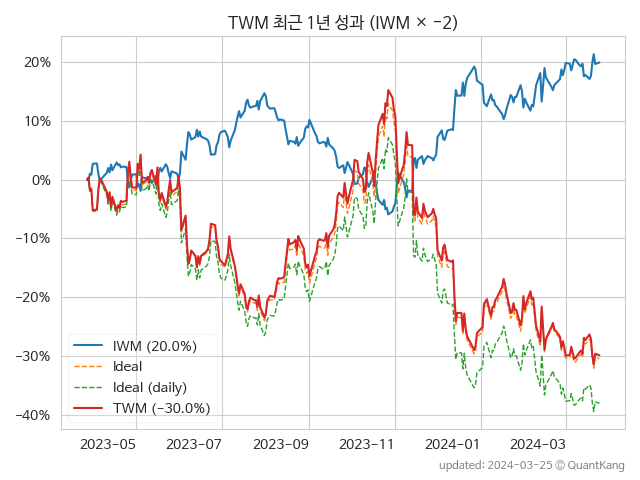 TWM 최근 1년 성과 (IWM × −2)
20%
10%
0%
−10%
−20%
−30%
−40%
IWM (20.0%)
Ideal
Ideal (daily)
TWM (−30.0%)
2023-05 2023-07 2023-09 2023-11 2024-01 2024-03
updated: 2024-03-25 © QuantKang